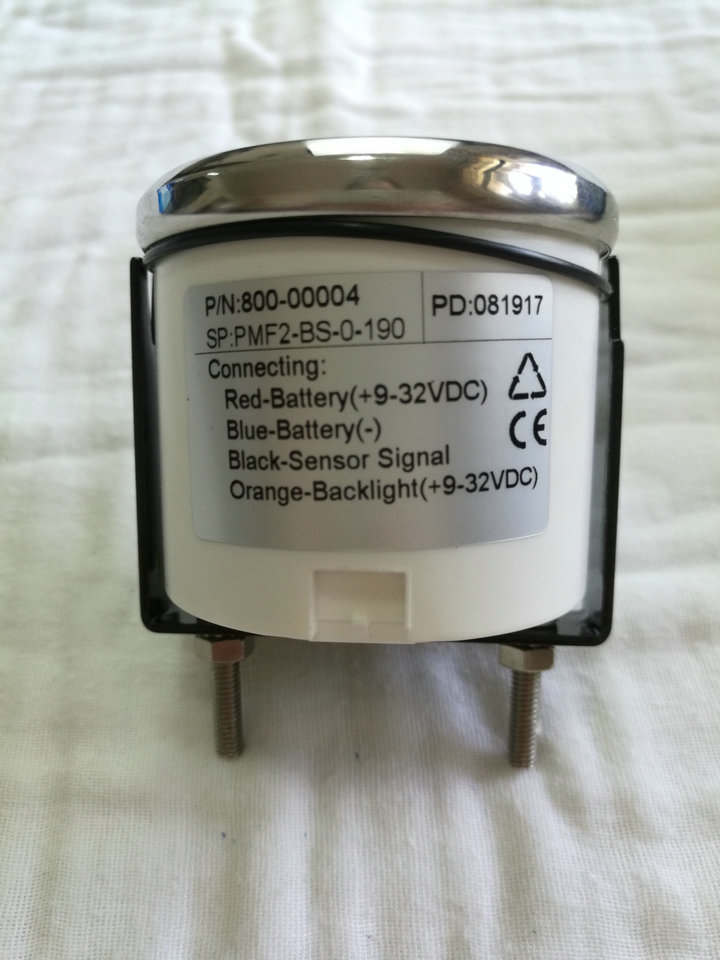 P/N:800-00004
PD:081917
SP:PMF2-BS-0-190
Connecting:
Red-Battery(+9-32VDC)
Blue-Battery(-)
CE
Black-Sensor Signal
Orange-Backlight(+9-32VDC)